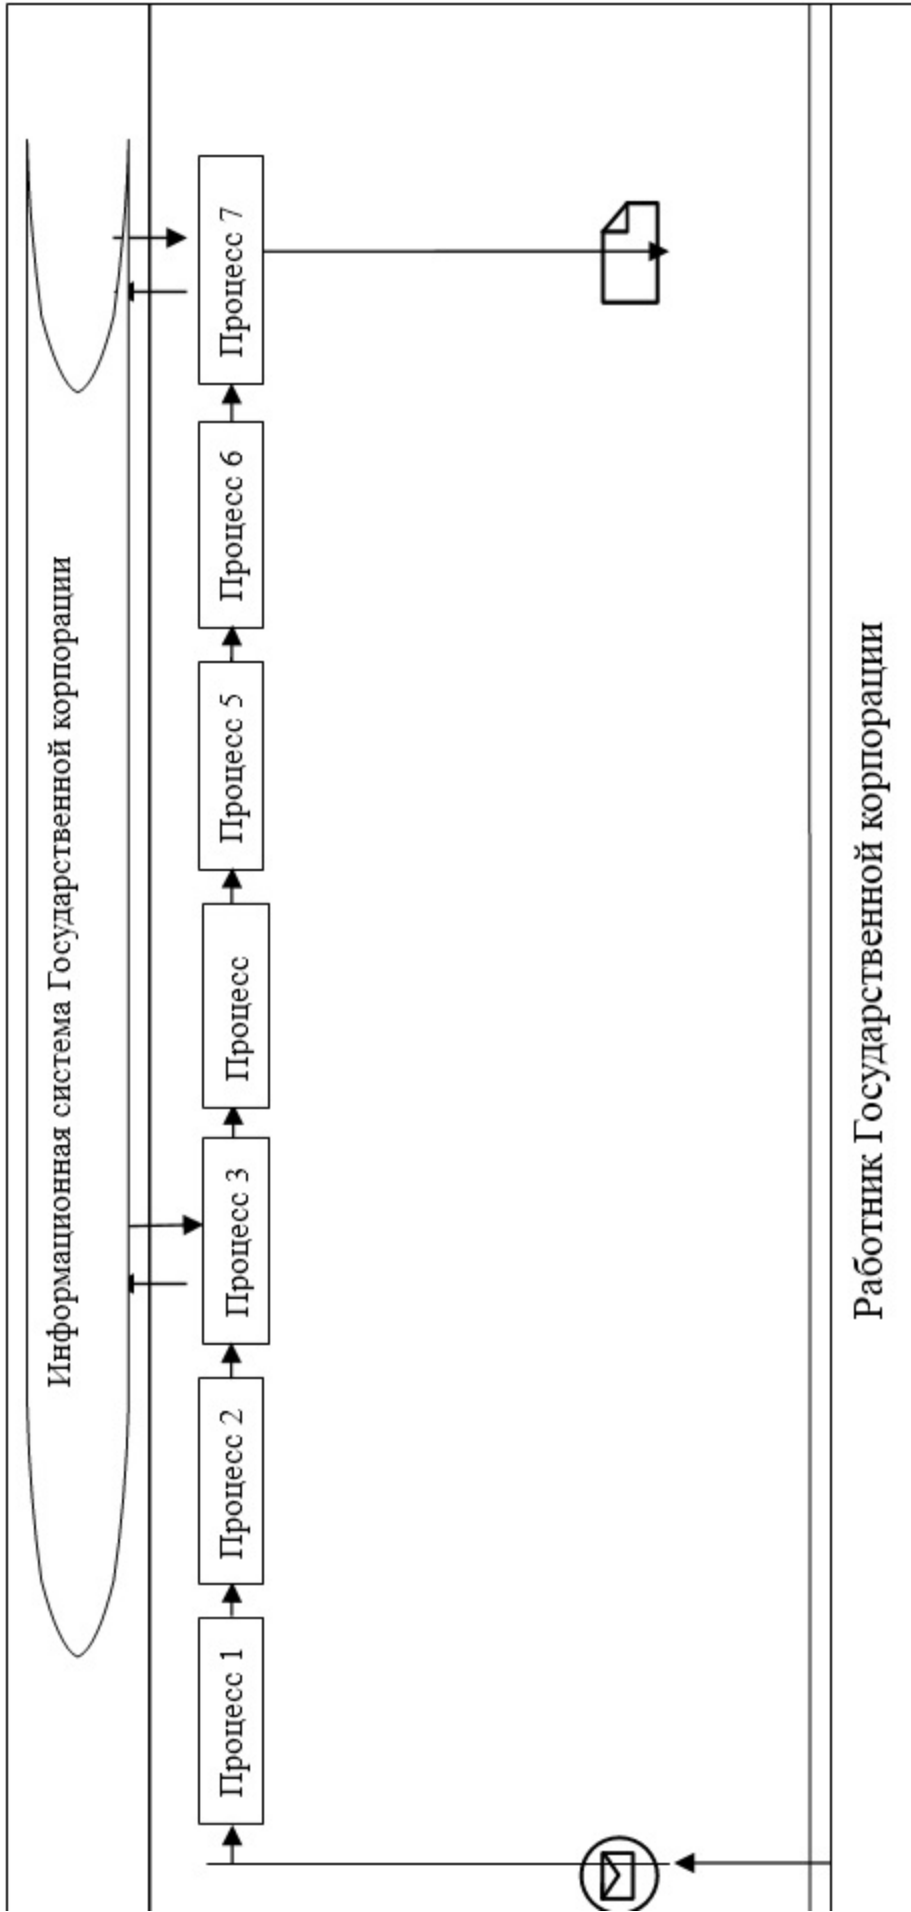 Информационная система Государственной корпорации
Процесс 1
Процесс 2
Процесс 3
Процесс
Процесс 5
Процесс 6
Процесс 7
Работник Государственной корпорации